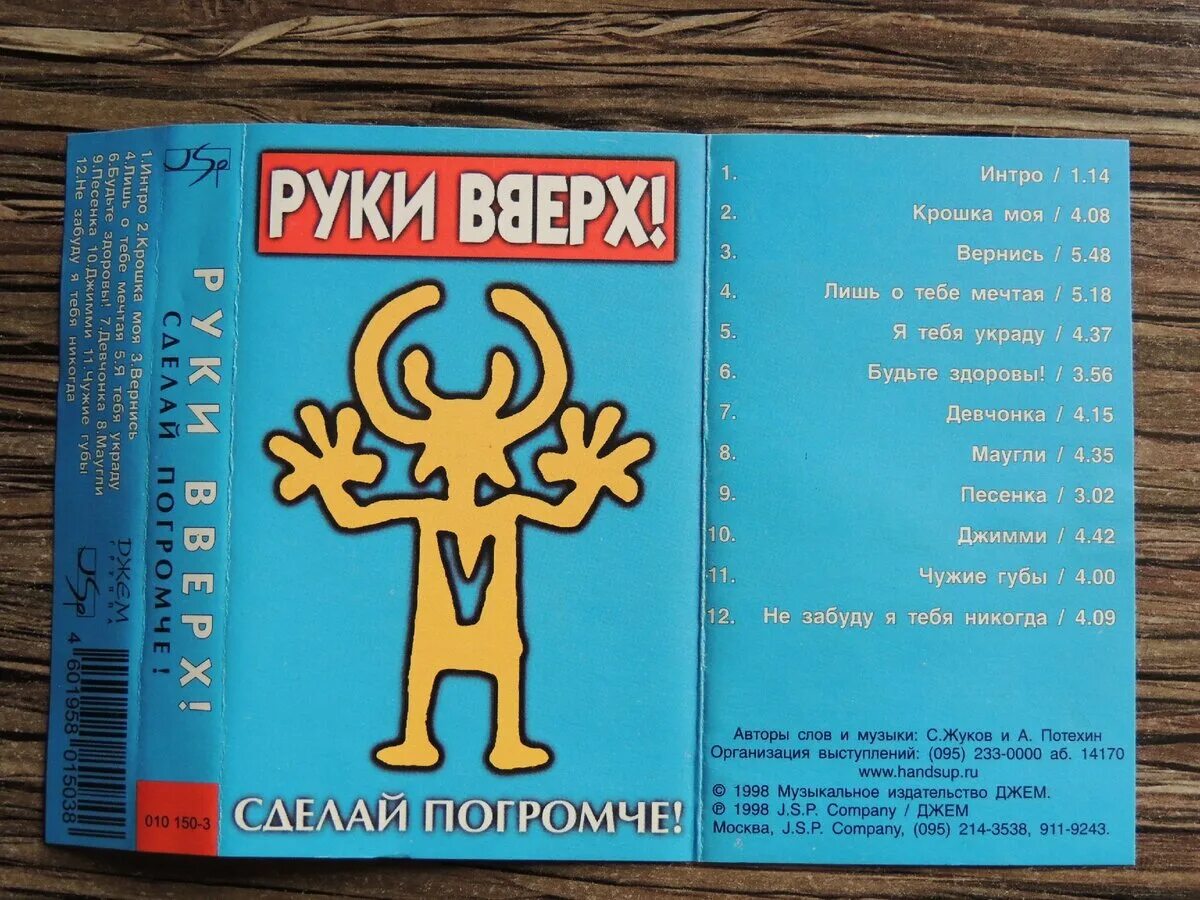 1.Интро 2.Крошка моя 3.Вернись
4.Лишь о тебе мечтая 5.Я тебя украду
6.Будьте здоровы! 7.Девчонка 8.Маугли
9.Песенка 10.Джимми 11.Чужие губы
12.Не забуду я тебя никогда
JSP
ДЖЕМ
JSP
4 601958 015038
РУКИ ВВЕРХ!
СДЕЛАЙ ПОГРОМЧЕ!
010 150-3
РУКИ ВВЕРХ!
СДЕЛАЙ ПОГРОМЧЕ!
1. Интро / 1.14
2. Крошка моя / 4.08
3. Вернись / 5.48
4. Лишь о тебе мечтая / 5.18
5. Я тебя украду / 4.37
6. Будьте здоровы! / 3.56
7. Девчонка / 4.15
8. Маугли / 4.35
9. Песенка / 3.02
10. Джимми / 4.42
11. Чужие губы / 4.00
12. Не забуду я тебя никогда / 4.09
Авторы слов и музыки: С.Жуков и А. Потехин
Организация выступлений: (095) 233-0000 аб. 14170
www.handsup.ru
© 1998 Музыкальное издательство ДЖЕМ.
℗ 1998 J.S.P. Company / ДЖЕМ
Москва, J.S.P. Company, (095) 214-3538, 911-9243.